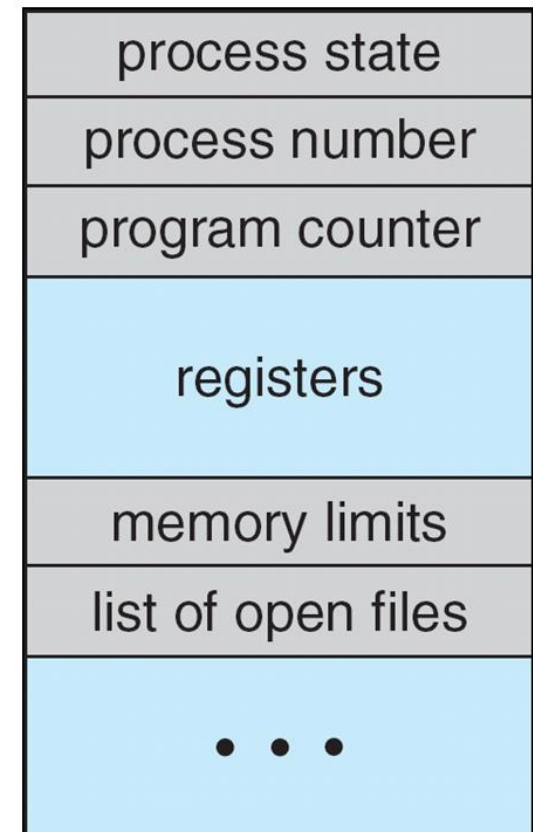 process state
process number
program counter
registers
memory limits
list of open files
• • •